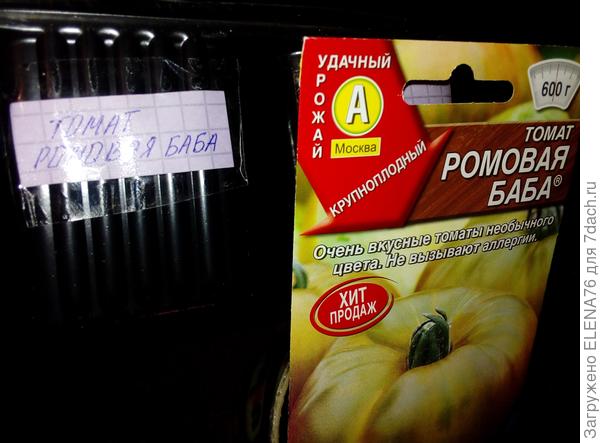 ТОМАТ
РОМОВАЯ БАБА
УДАЧНЫЙ
УРОЖАЙ
А
Москва
КРУПНОПЛОДНЫЙ
600 г
ТОМАТ
РОМОВАЯ
БАБА®
Очень вкусные томаты необычного
цвета. Не вызывают аллергии.
ХИТ
ПРОДАЖ
Загружено ELENA76 для 7dach.ru